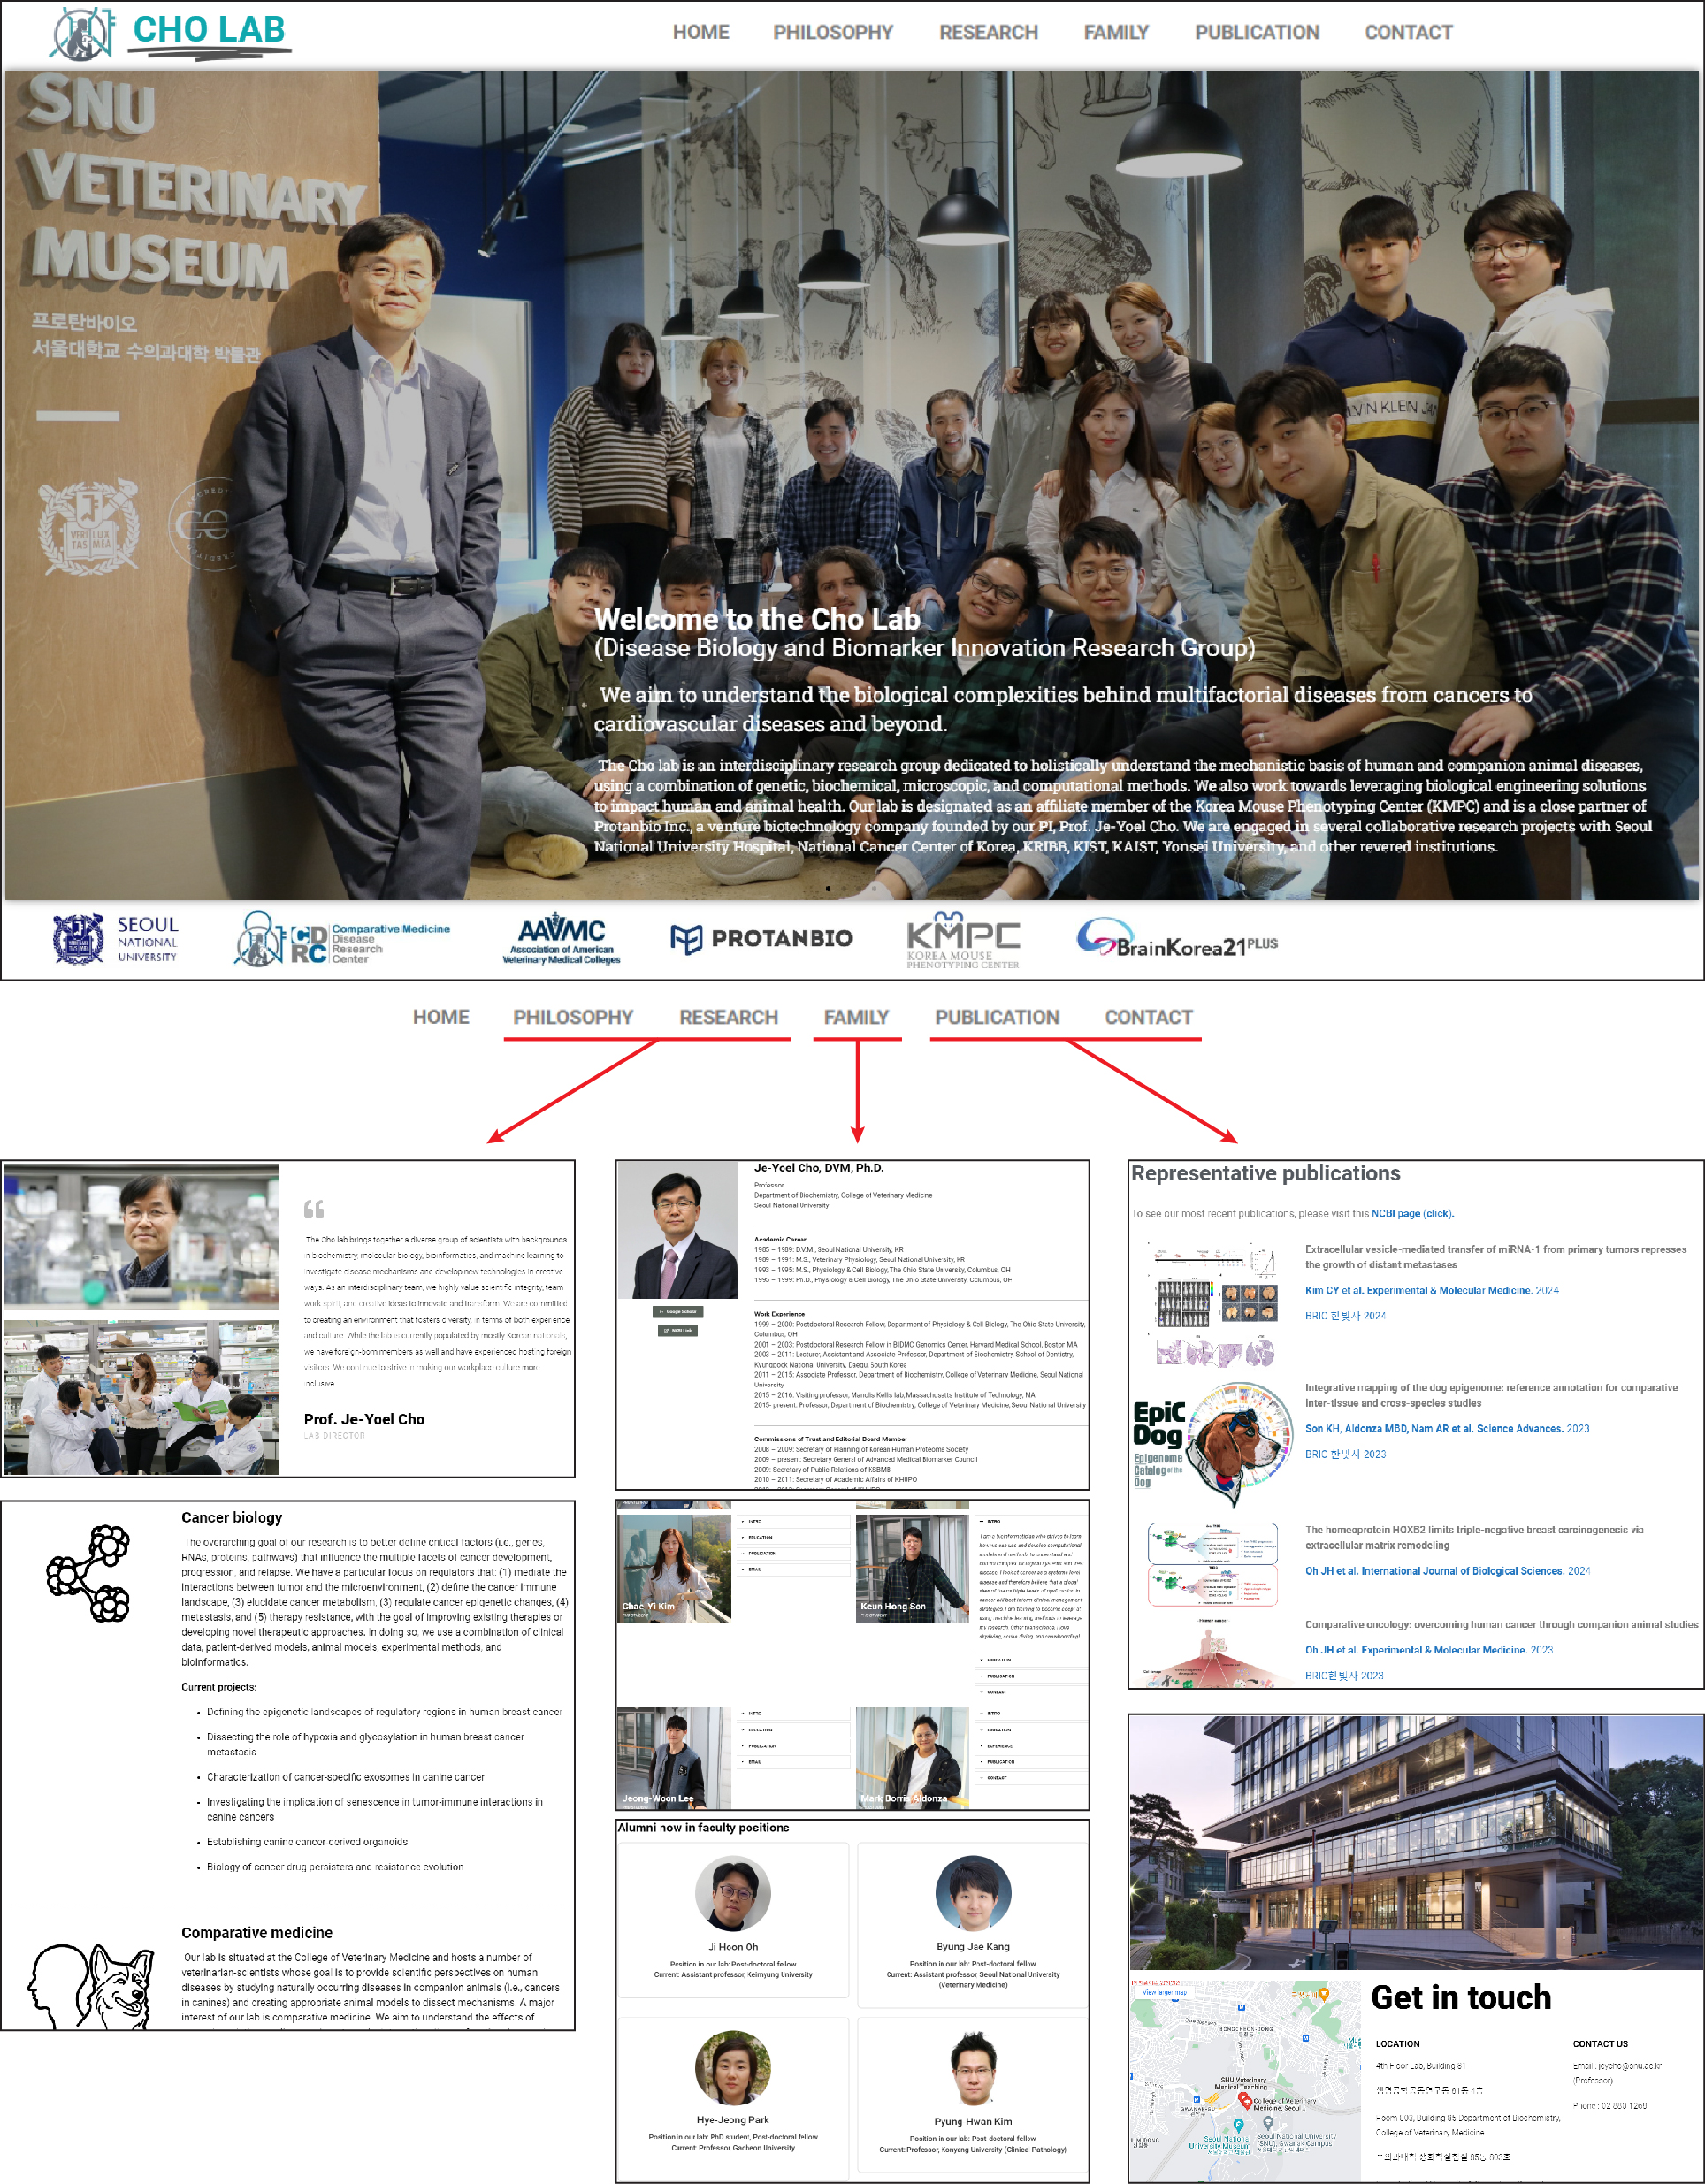 CHO LAB
HOME PHILOSOPHY RESEARCH FAMILY PUBLICATION CONTACT
SNU
VETERINARY
MUSEUM
프로탄바이오
서울대학교 수의과대학 박물관
VERI LUX
TAS MEA
Welcome to the Cho Lab
(Disease Biology and Biomarker Innovation Research Group)
We aim to understand the biological complexities behind multifactorial diseases from cancers to
cardiovascular diseases and beyond.
The Cho lab is an interdisciplinary research group dedicated to holistically understand the mechanistic basis of human and companion animal diseases,
using a combination of genetic, biochemical, microscopic, and computational methods. We also work towards leveraging biological engineering solutions
to impact human and animal health. Our lab is designated as an affiliate member of the Korea Mouse Phenotyping Center (KMPC) and is a close partner of
Protanbio Inc., a venture biotechnology company founded by our PI, Prof. Je-Yoel Cho. We are engaged in several collaborative research projects with Seoul
National University Hospital, National Cancer Center of Korea, KRIBB, KIST, KAIST, Yonsei University, and other revered institutions.
SEOUL
NATIONAL
UNIVERSITY
CDRC
Comparative Medicine
Disease
Research
Center
AAVMC
Association of American
Veterinary Medical Colleges
PROTANBIO
KMPC
KOREA MOUSE
PHENOTYPING CENTER
BrainKorea21 PLUS
HOME PHILOSOPHY RESEARCH FAMILY PUBLICATION CONTACT
The Cho lab brings together a diverse group of scientists with backgrounds
in biochemistry, molecular biology, bioinformatics, and machine learning to
investigate disease mechanisms and develop new technologies in creative
ways. As an interdisciplinary team, we highly value scientific integrity, team
work spirit, and creative ideas to innovate and transform. We are committed
to creating an environment that fosters diversity in terms of both experience
and culture. While the lab is currently populated by mostly Korean nationals,
we have foreign-born members as well and have experienced hosting foreign
visitors. We continue to strive in making our workplace culture more
inclusive.
Prof. Je-Yoel Cho
LAB DIRECTOR
Cancer biology
The overarching goal of our research is to better define critical factors (i.e., genes,
RNAs, proteins, pathways) that influence the multiple facets of cancer development,
progression, and relapse. We have a particular focus on regulators that: (1) mediate the
interactions between tumor and the microenvironment, (2) define the cancer immune
landscape, (3) elucidate cancer metabolism, (3) regulate cancer epigenetic changes, (4)
metastasis, and (5) therapy resistance, with the goal of improving existing therapies or
developing novel therapeutic approaches. In doing so, we use a combination of clinical
data, patient-derived models, animal models, experimental methods, and
bioinformatics.
Current projects:
• Defining the epigenetic landscapes of regulatory regions in human breast cancer
• Dissecting the role of hypoxia and glycosylation in human breast cancer
metastasis
• Characterization of cancer-specific exosomes in canine cancer
• Investigating the implication of senescence in tumor-immune interactions in
canine cancers
• Establishing canine cancer derived organoids
• Biology of cancer drug persisters and resistance evolution
Comparative medicine
Our lab is situated at the College of Veterinary Medicine and hosts a number of
veterinarian-scientists whose goal is to provide scientific perspectives on human
diseases by studying naturally occurring diseases in companion animals (i.e., cancers
in canines) and creating appropriate animal models to dissect mechanisms. A major
interest of our lab is comparative medicine. We aim to understand the effects of
Je-Yoel Cho, DVM, Ph.D.
Professor
Department of Biochemistry, College of Veterinary Medicine
Seoul National University
Google Scholar
Academic Career
1985 – 1989: D.V.M., Seoul National University, KR
1989 – 1991: M.S., Veterinary Physiology, Seoul National University, KR
1993 – 1995: M.S., Physiology & Cell Biology, The Ohio State University, Columbus, OH
1995 – 1999: Ph.D., Physiology & Cell Biology, The Ohio State University, Columbus, OH
Work Experience
1999 – 2000: Postdoctoral Research Fellow, Department of Physiology & Cell Biology, The Ohio State University,
Columbus, OH
2001 – 2003: Postdoctoral Research Fellow in BIDMC Genomics Center, Harvard Medical School, Boston MA
2003 – 2011: Lecturer, Assistant and Associate Professor, Department of Biochemistry, School of Dentistry,
Kyungpook National University, Daegu, South Korea
2011 – 2015: Associate Professor, Department of Biochemistry, College of Veterinary Medicine, Seoul National
University
2015 – 2016: Visiting professor, Manolis Kellis lab, Massachusetts Institute of Technology, MA
2015- present: Professor, Department of Biochemistry, College of Veterinary Medicine, Seoul National University
Commissions of Trust and Editorial Board Member
2008 – 2009: Secretary of Planning of Korean Human Proteome Society
2009 – present: Secretary General of Advanced Medical Biomarker Council
2009: Secretary of Public Relations of KSBMB
2010 – 2011: Secretary of Academic Affairs of KHUPO
Chae-Yi Kim
INTRO
EDUCATION
PUBLICATION
EMAIL
Keun Hong Son
INTRO
EDUCATION
PUBLICATION
CONTACT
Jeong-Woon Lee
INTRO
EDUCATION
PUBLICATION
EMAIL
Mark Borris Aldonza
INTRO
EDUCATION
EXPERIENCE
PUBLICATION
CONTACT
Alumni now in faculty positions
Ji Hoon Oh
Position in our lab: Post-doctoral fellow
Current: Assistant professor, Keimyung University
Byung Jae Kang
Position in our lab: Post-doctoral fellow
Current: Assistant professor Seoul National University
(Veterinary Medicine)
Hye-Jeong Park
Position in our lab: PhD student, Post-doctoral fellow
Current: Professor Gacheon University
Pyung Hwan Kim
Position in our lab: Post-doctoral fellow
Current: Professor, Konyang University (Clinical Pathology)
Representative publications
To see our most recent publications, please visit this NCBI page (click).
Extracellular vesicle-mediated transfer of miRNA-1 from primary tumors represses
the growth of distant metastases
Kim CY et al. Experimental & Molecular Medicine. 2024
BRIC 한빛사 2024
EpiC
Dog
Epigenome
Catalog of the
Dog
Integrative mapping of the dog epigenome: reference annotation for comparative
inter-tissue and cross-species studies
Son KH, Aldonza MBD, Nam AR et al. Science Advances. 2023
BRIC 한빛사 2023
The homeoprotein HOXB2 limits triple-negative breast carcinogenesis via
extracellular matrix remodeling
Oh JH et al. International Journal of Biological Sciences. 2024
Comparative oncology: overcoming human cancer through companion animal studies
Oh JH et al. Experimental & Molecular Medicine. 2023
BRIC한빛사 2023
View larger map
SNU Veterinary
Medical Teaching...
College of Veterinary
Medicine, Seoul...
Seoul National
University Museum
Seoul National University
(SNU), Gwanak Campus
Get in touch
LOCATION
4th Floor Lab, Building 81
Room 803, Building 85 Department of Biochemistry,
College of Veterinary Medicine
CONTACT US
Email : jeycho@snu.ac.kr
(Professor)
Phone : 02 880 1268